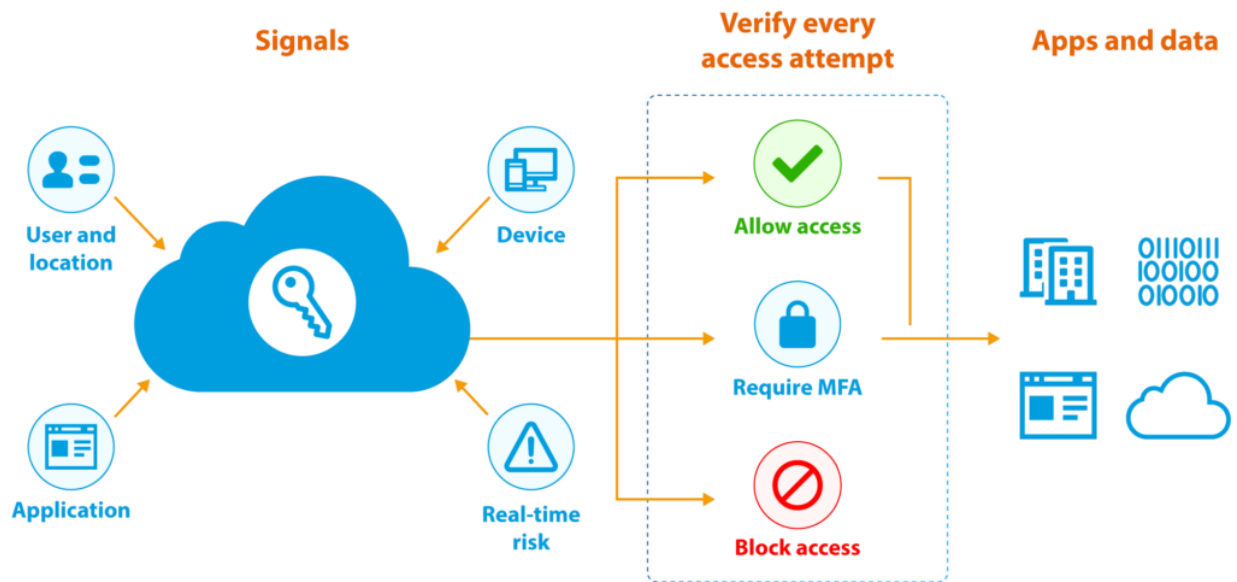 Signals
Verify every
access attempt
Apps and data
User and
location
Device
Application
Real-time
risk
Allow access
Require MFA
Block access
01110111
100100
010010